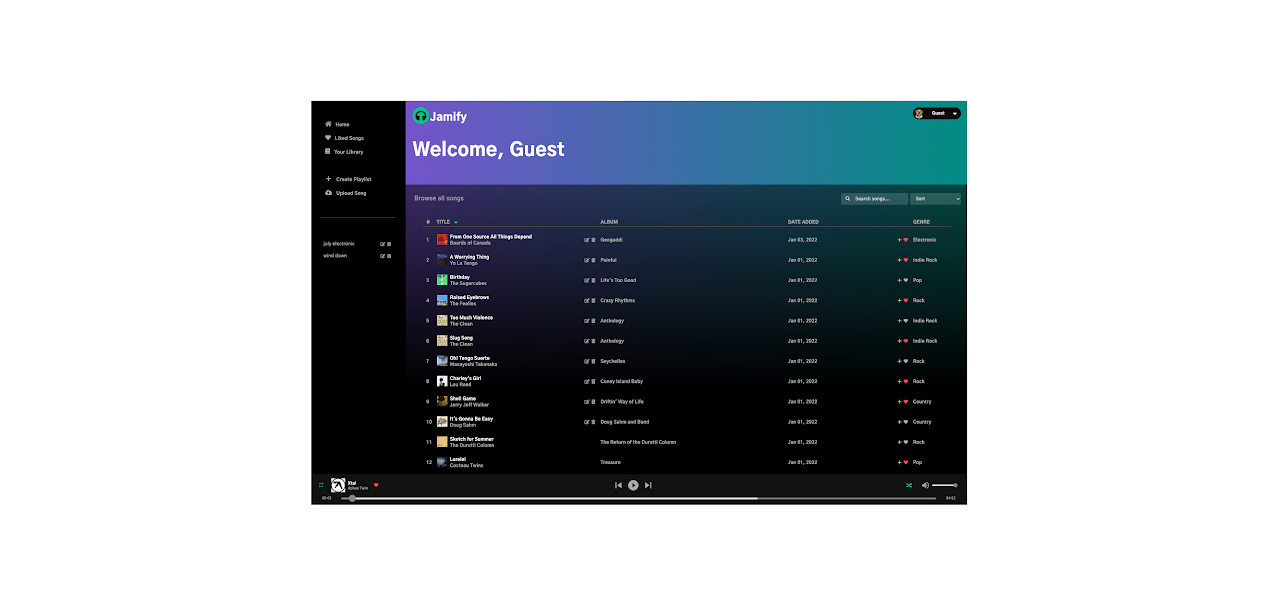 Home
Liked Songs
Your Library
Create Playlist
Upload Song
july electronic
wind down
Jamify
Guest
Welcome, Guest
Browse all songs
Search songs...
Sort
# TITLE ALBUM DATE ADDED GENRE
1 From One Source All Things Depend Geogaddi Jan 03, 2022 Electronic
Boards of Canada
2 A Worrying Thing Painful Jan 01, 2022 Indie Rock
Yo La Tengo
3 Birthday Life's Too Good Jan 01, 2022 Pop
The Sugarcubes
4 Raised Eyebrows Crazy Rhythms Jan 01, 2022 Rock
The Feelies
5 Too Much Violence Anthology Jan 01, 2022 Indie Rock
The Clean
6 Slug Song Anthology Jan 01, 2022 Indie Rock
The Clean
7 Oh! Tengo Suerte Seychelles Jan 01, 2022 Rock
Masayoshi Takanaka
8 Charley's Girl Coney Island Baby Jan 01, 2022 Rock
Lou Reed
9 Shell Game Driftin' Way of Life Jan 01, 2022 Country
Jerry Jeff Walker
10 It's Gonna Be Easy Doug Sahm and Band Jan 01, 2022 Country
Doug Sahm
11 Sketch for Summer The Return of the Durutti Column Jan 01, 2022 Rock
The Durutti Column
12 Lorelei Treasure Jan 01, 2022 Pop
Cocteau Twins
Xtal
Aphex Twin
00:05
04:52